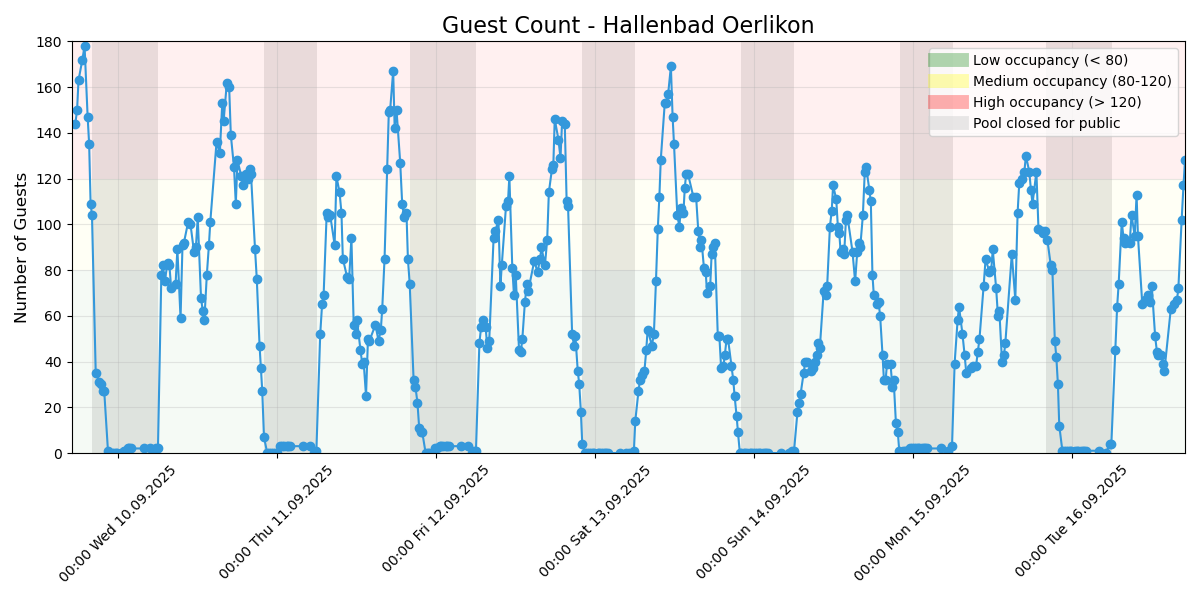 Guest Count - Hallenbad Oerlikon
Number of Guests
180
160
140
120
100
80
60
40
20
0
Low occupancy (< 80)
Medium occupancy (80-120)
High occupancy (> 120)
Pool closed for public
00:00 Wed 10.09.2025
00:00 Thu 11.09.2025
00:00 Fri 12.09.2025
00:00 Sat 13.09.2025
00:00 Sun 14.09.2025
00:00 Mon 15.09.2025
00:00 Tue 16.09.2025